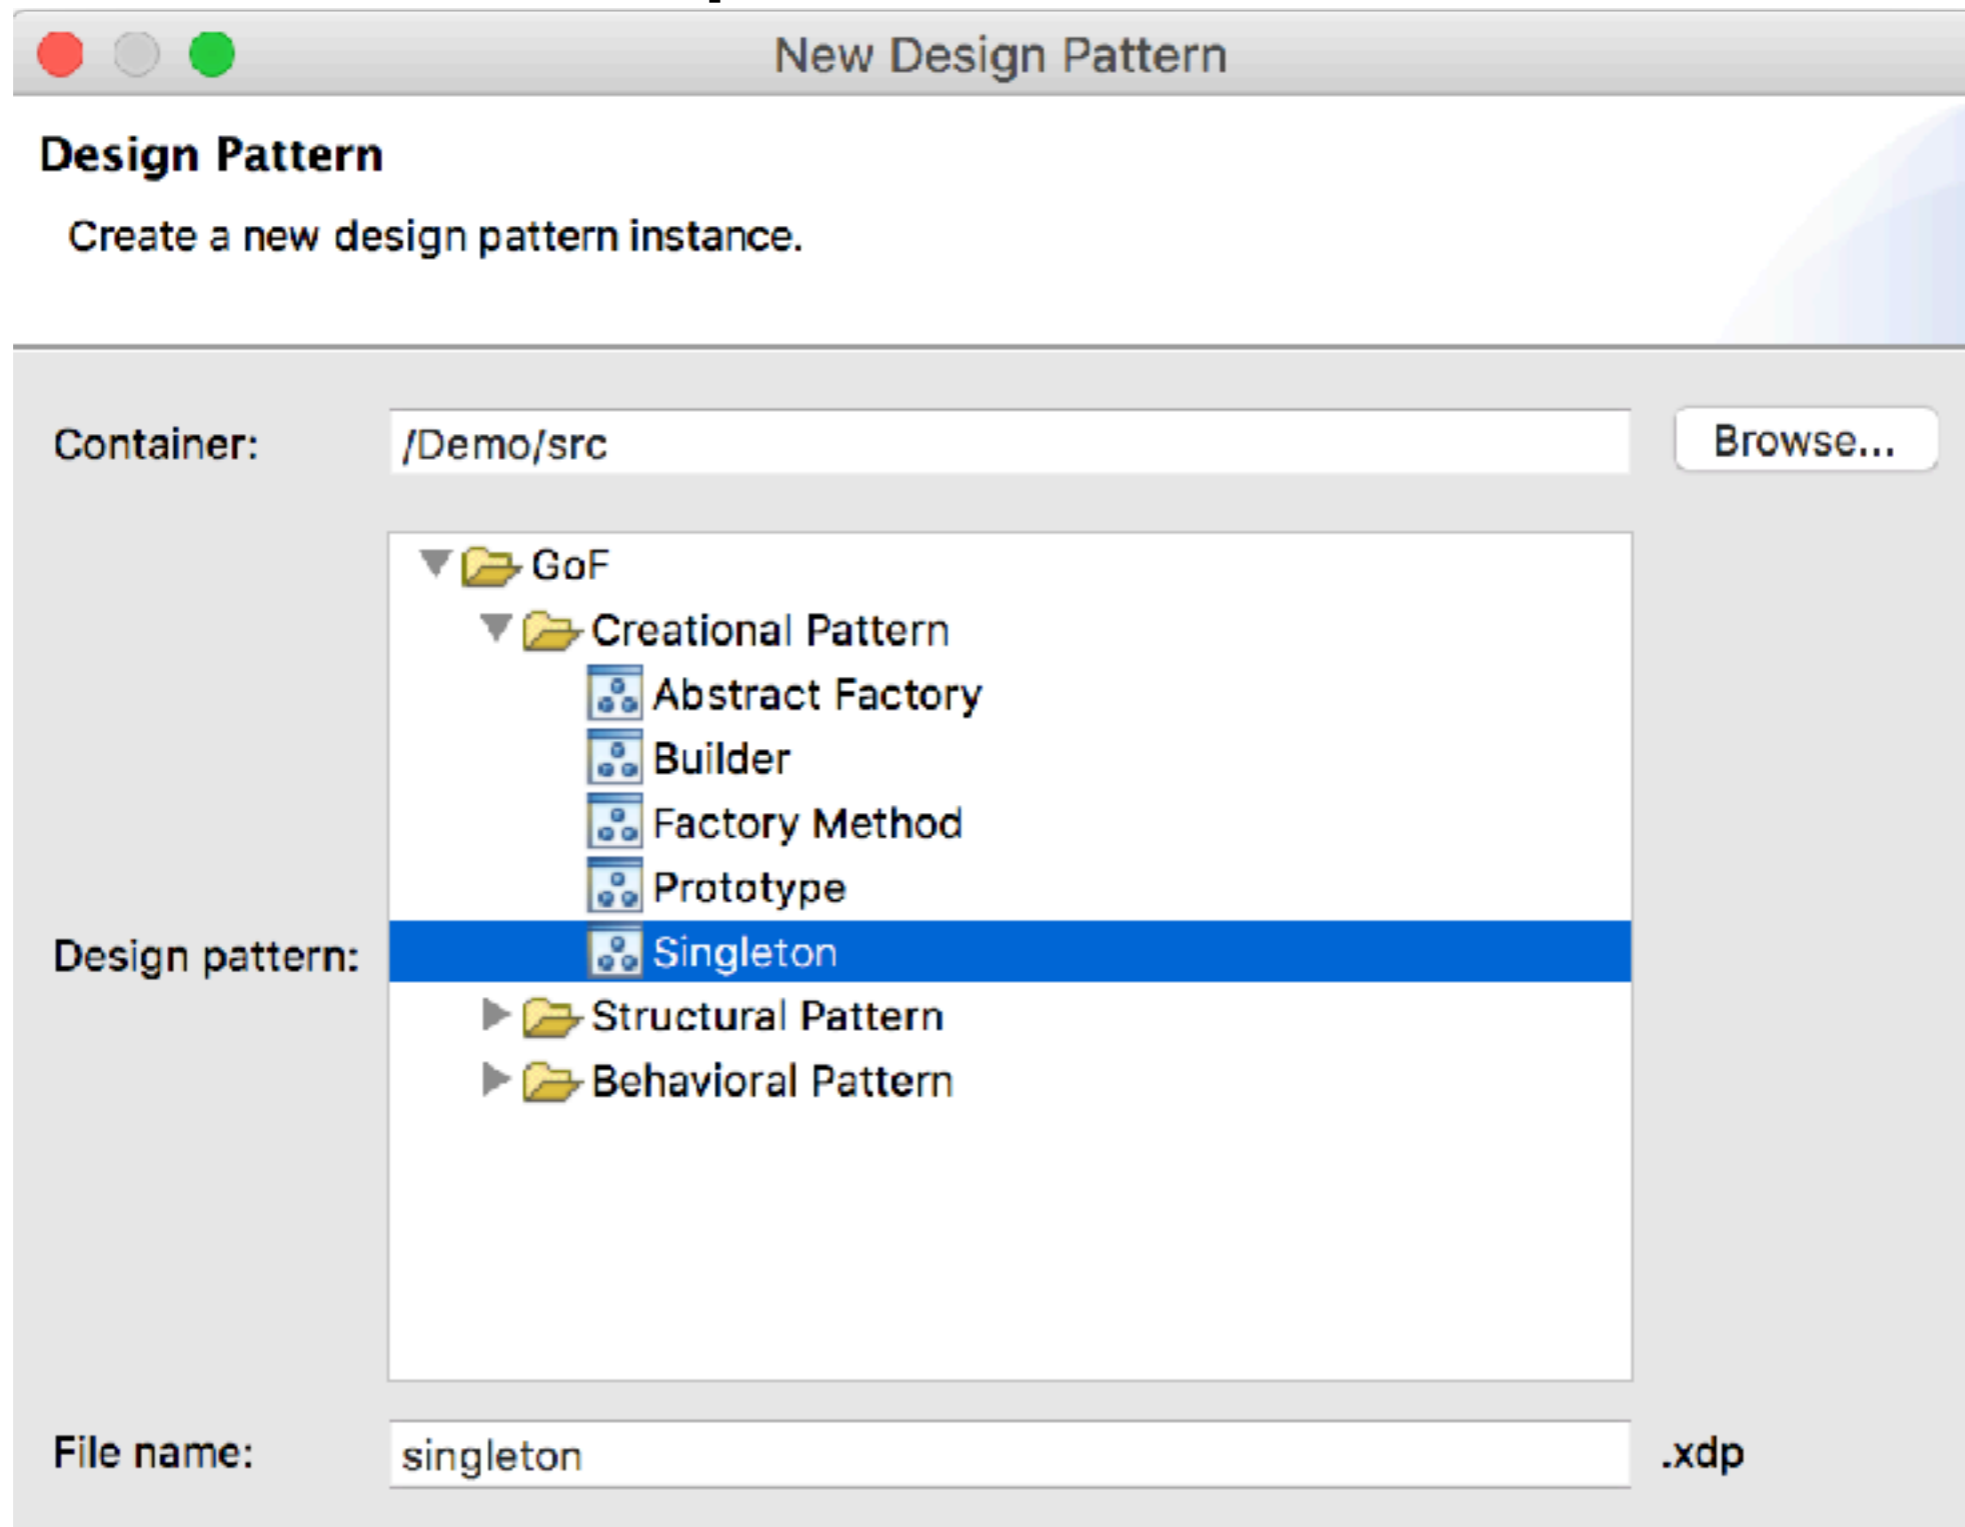 New Design Pattern
Design Pattern
Create a new design pattern instance.
Container: /Demo/src Browse...
GoF
Creational Pattern
Abstract Factory
Builder
Factory Method
Prototype
Design pattern: Singleton
Structural Pattern
Behavioral Pattern
File name: singleton .xdp